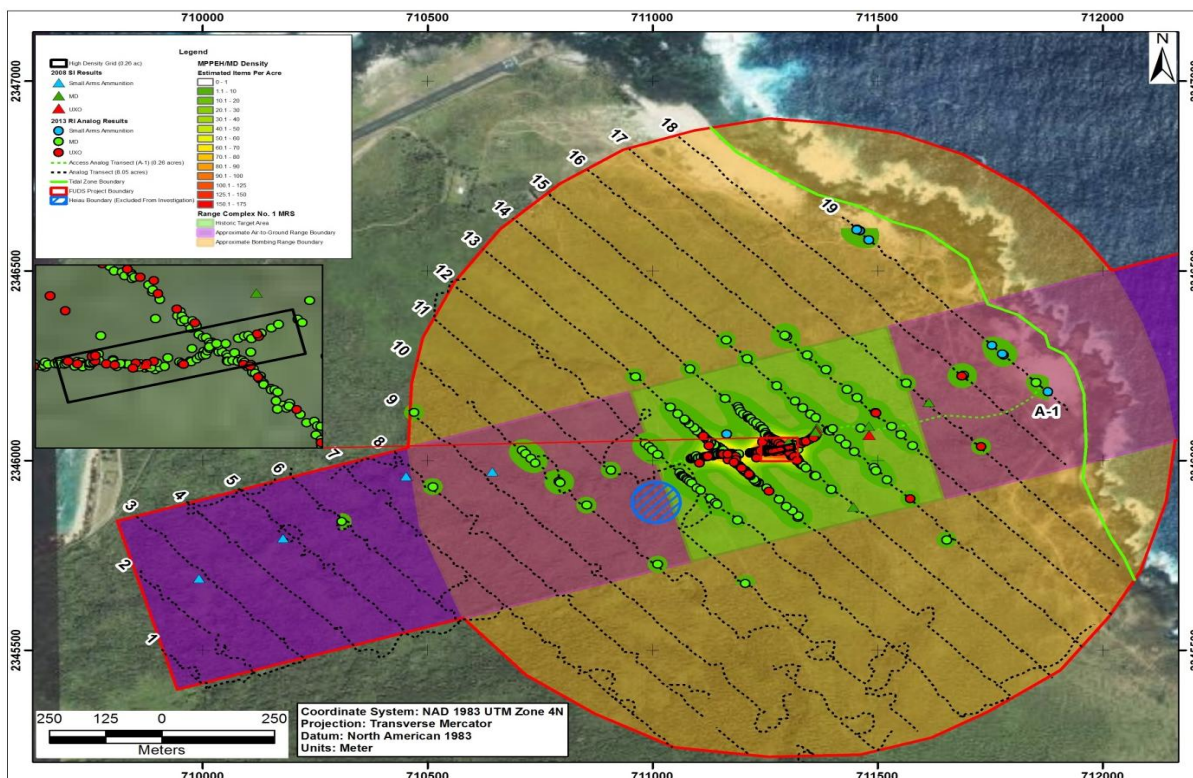 710000 710500 711000 711500 712000
Legend
High Density Grid (0.26 ac)
2008 SI Results
Small Arms Ammunition
MD
UXO
2013 RI Analog Results
Small Arms Ammunition
MD
UXO
Access Analog Transect (A-1) (0.26 acres)
Analog Transect (8.05 acres)
Tidal Zone Boundary
FUDS Project Boundary
Heiau Boundary (Excluded From Investigation)
MPPEH/MD Density
Estimated Items Per Acre
0 - 1
1.1 - 10
10.1 - 20
20.1 - 30
30.1 - 40
40.1 - 50
50.1 - 60
60.1 - 70
70.1 - 80
80.1 - 90
90.1 - 100
100.1 - 125
125.1 - 150
150.1 - 175
Range Complex No. 1 MRS
Historic Target Area
Approximate Air-to-Ground Range Boundary
Approximate Bombing Range Boundary
N
2347000
2346500
2346000
2345500
18
17
16
15
14
13
12
11
10
9
8
7
6
5
4
3
2
1
19
A-1
250 125 0 250
Meters
Coordinate System: NAD 1983 UTM Zone 4N
Projection: Transverse Mercator
Datum: North American 1983
Units: Meter
710000 710500 711000 711500 712000